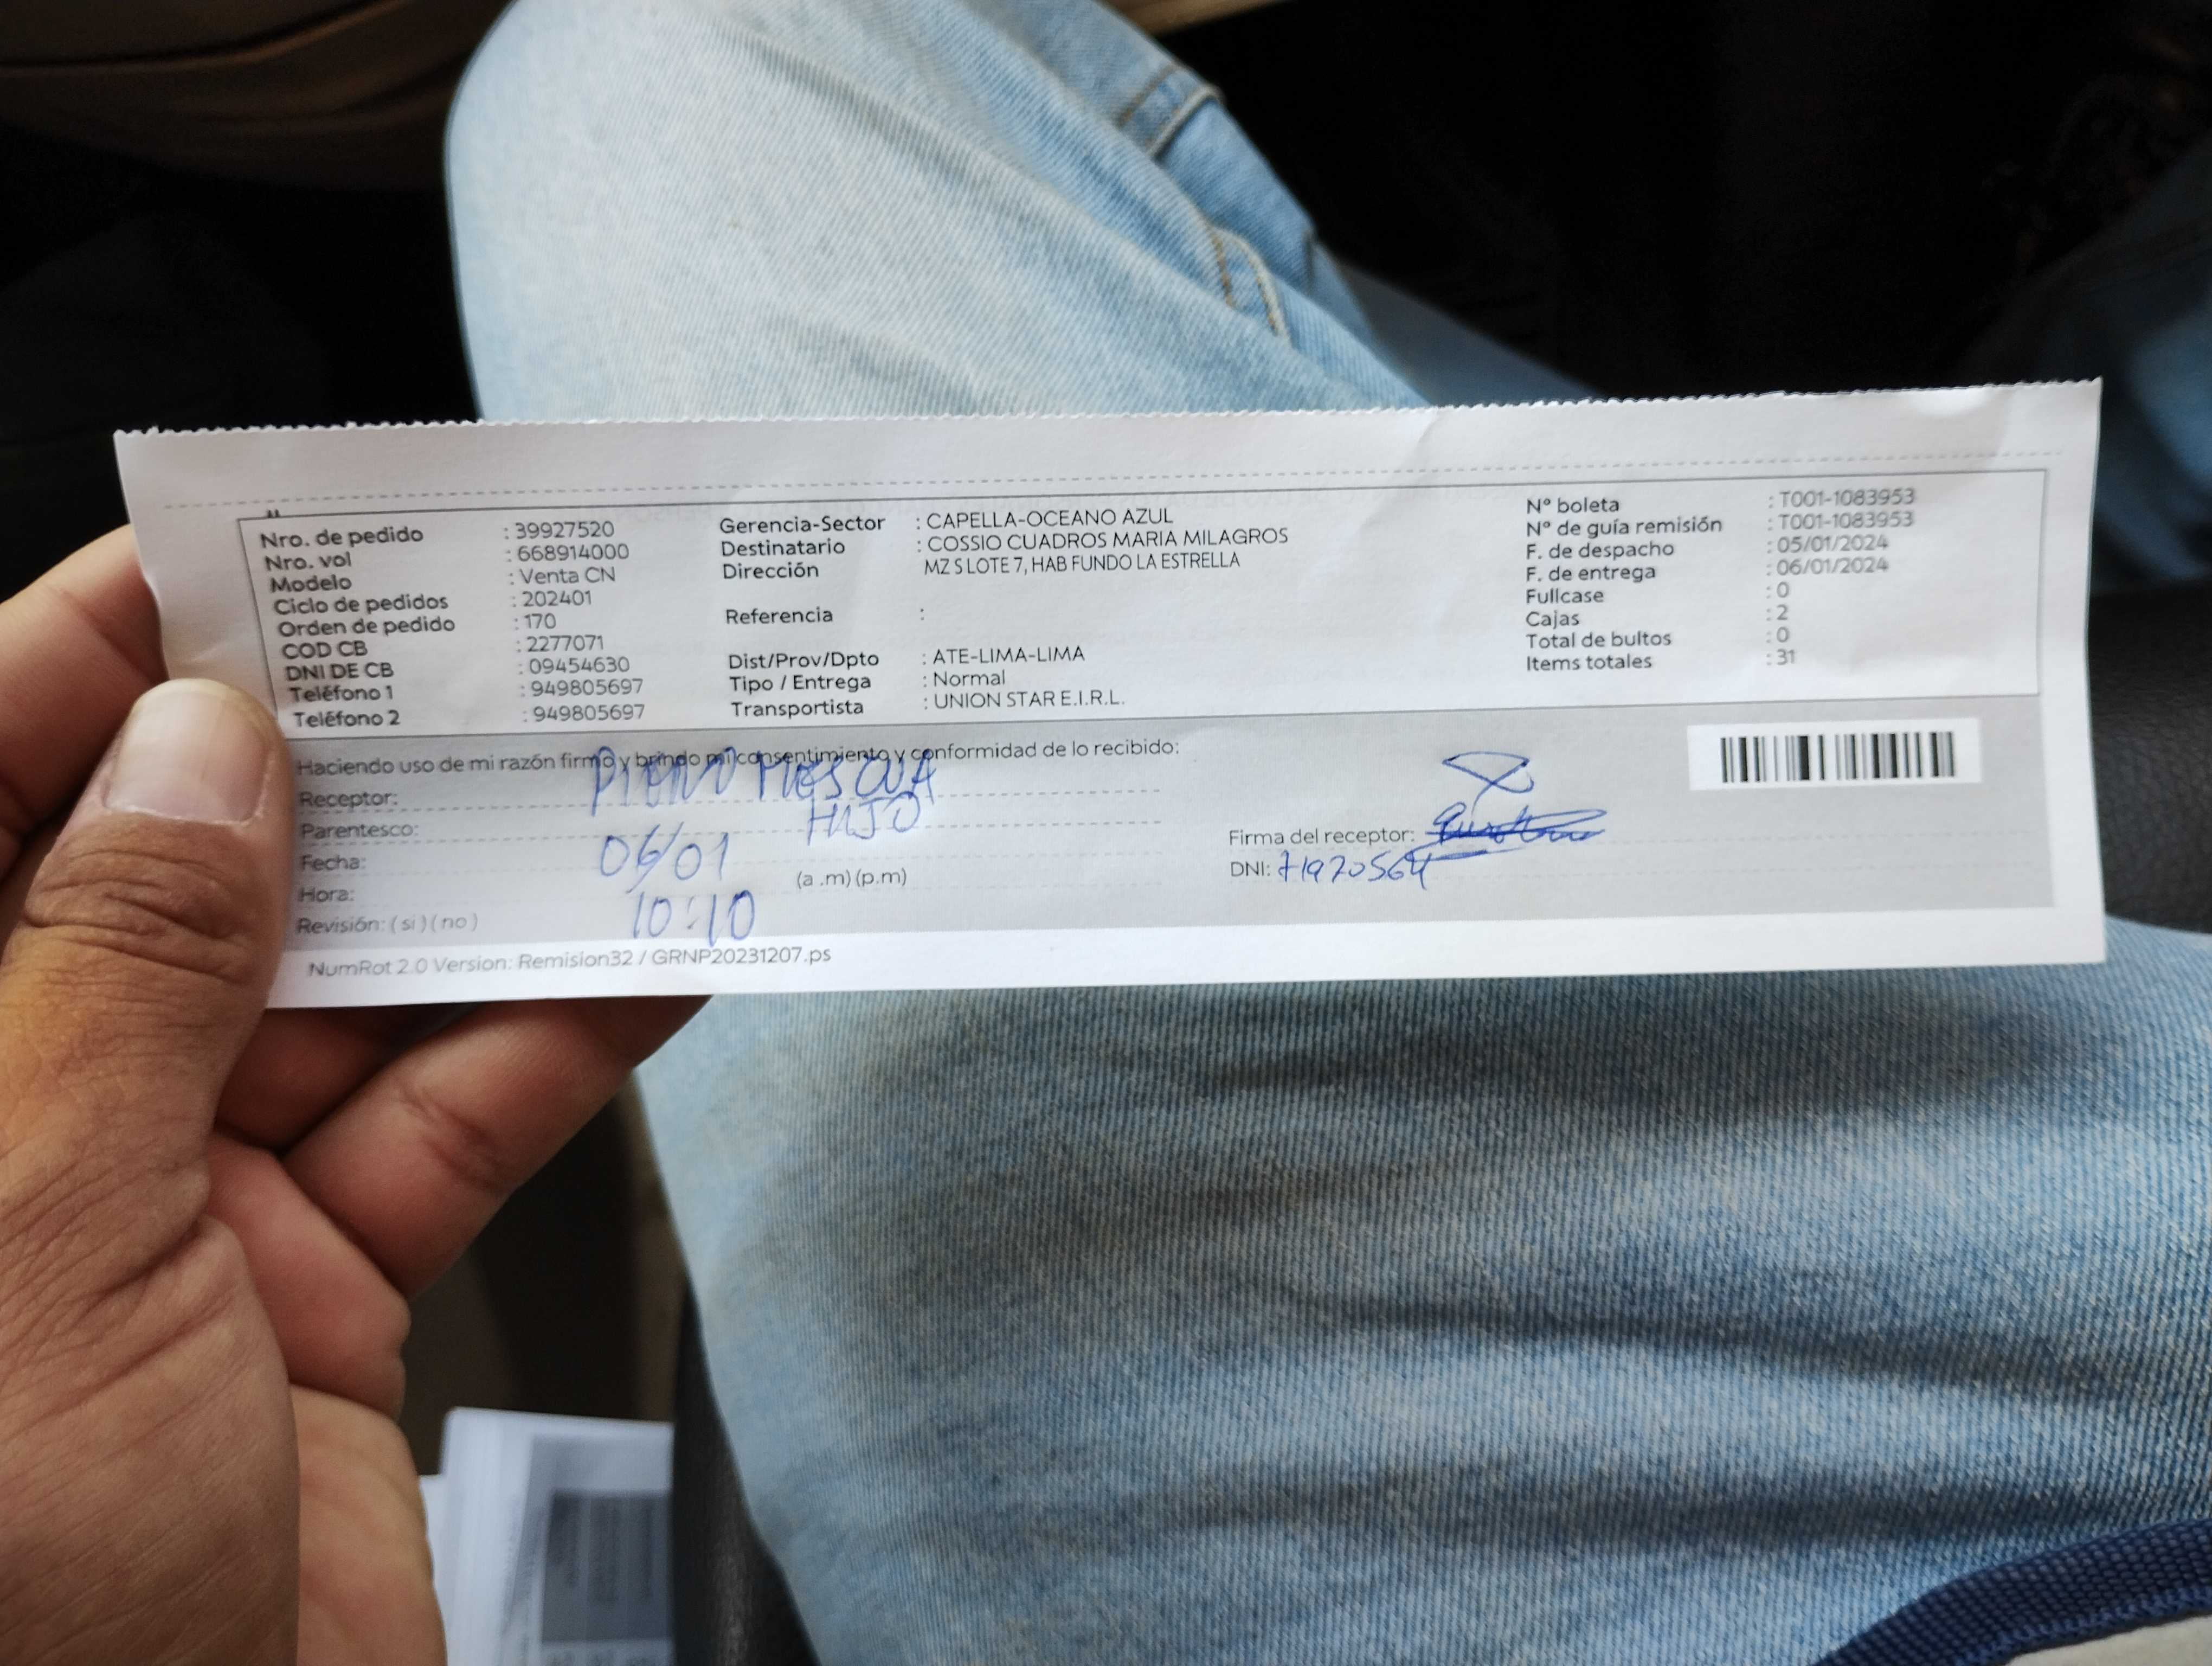 Nro. de pedido : 39927520
Nro. vol : 668914000
Modelo : Venta CN
Ciclo de pedidos : 202401
Orden de pedido : 170
COD CB : 2277071
DNI DE CB : 09454630
Teléfono 1 : 949805697
Teléfono 2 : 949805697
Gerencia-Sector : CAPELLA-OCEANO AZUL
Destinatario : COSSIO CUADROS MARIA MILAGROS
Dirección MZ S LOTE 7, HAB FUNDO LA ESTRELLA
Referencia :
Dist/Prov/Dpto : ATE-LIMA-LIMA
Tipo / Entrega : Normal
Transportista : UNION STAR E.I.R.L.
Nº boleta : T001-1083953
Nº de guía remisión : T001-1083953
F. de despacho : 05/01/2024
F. de entrega : 06/01/2024
Fullcase : 0
Cajas : 2
Total de bultos : 0
Items totales : 31
Haciendo uso de mi razón firmo y brindo mi consentimiento y conformidad de lo recibido:
Receptor: PIERO MESCUA
Parentesco: HIJO
Fecha: 06/01
Hora: 10:10 (a .m) (p.m)
Revisión: ( si ) ( no )
Firma del receptor:
DNI: 71970564
NumRot 2.0 Version: Remision32 / GRNP20231207.ps